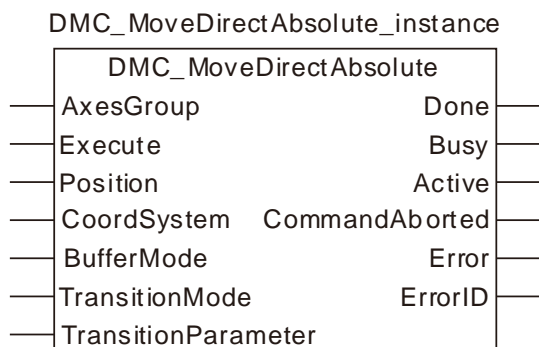 DMC_MoveDirectAbsolute_instance
DMC_MoveDirectAbsolute
AxesGroup Done
Execute Busy
Position Active
CoordSystem CommandAborted
BufferMode Error
TransitionMode ErrorID
TransitionParameter